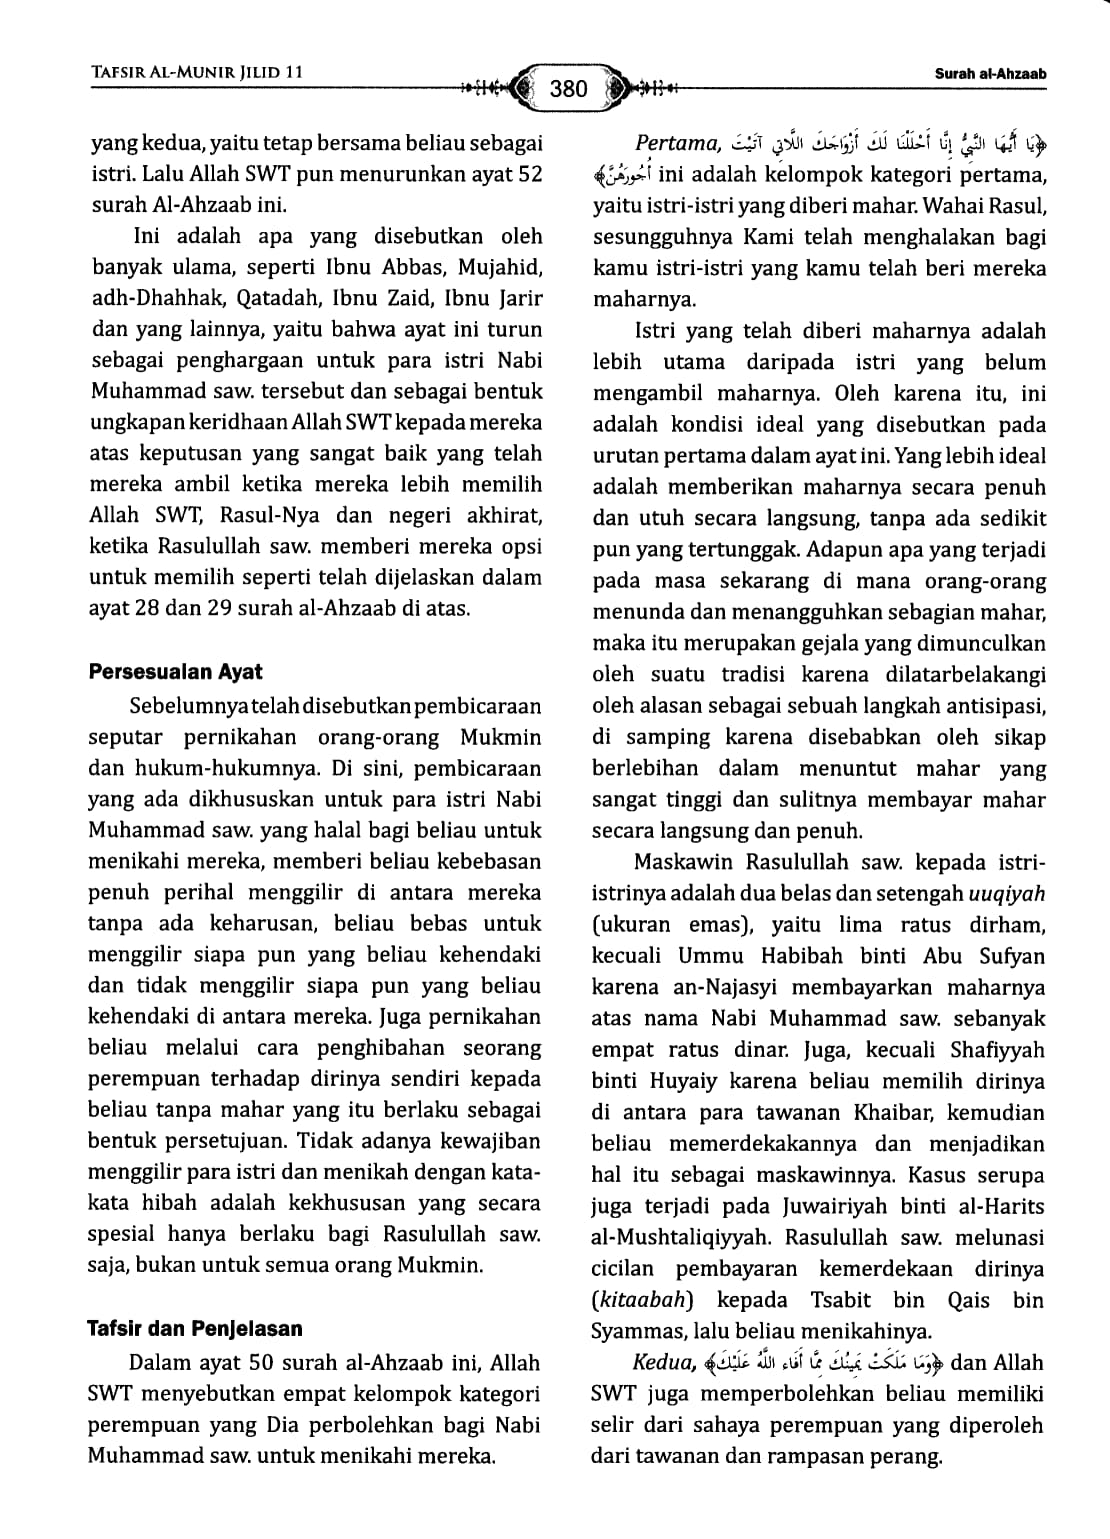 TAFSIR AL-MUNIR JILID 11
380
Surah al-Ahzaab
yang kedua, yaitu tetap bersama beliau sebagai
istri. Lalu Allah SWT pun menurunkan ayat 52
surah Al-Ahzaab ini.
Ini adalah apa yang disebutkan oleh
banyak ulama, seperti Ibnu Abbas, Mujahid,
adh-Dhahhak, Qatadah, Ibnu Zaid, Ibnu Jarir
dan yang lainnya, yaitu bahwa ayat ini turun
sebagai penghargaan untuk para istri Nabi
Muhammad saw. tersebut dan sebagai bentuk
ungkapan keridhaan Allah SWT kepada mereka
atas keputusan yang sangat baik yang telah
mereka ambil ketika mereka lebih memilih
Allah SWT, Rasul-Nya dan negeri akhirat,
ketika Rasulullah saw. memberi mereka opsi
untuk memilih seperti telah dijelaskan dalam
ayat 28 dan 29 surah al-Ahzaab di atas.
Persesuaian Ayat
Sebelumnya telah disebutkan pembicaraan
seputar pernikahan orang-orang Mukmin
dan hukum-hukumnya. Di sini, pembicaraan
yang ada dikhususkan untuk para istri Nabi
Muhammad saw. yang halal bagi beliau untuk
menikahi mereka, memberi beliau kebebasan
penuh perihal menggilir di antara mereka
tanpa ada keharusan, beliau bebas untuk
menggilir siapa pun yang beliau kehendaki
dan tidak menggilir siapa pun yang beliau
kehendaki di antara mereka. Juga pernikahan
beliau melalui cara penghibahan seorang
perempuan terhadap dirinya sendiri kepada
beliau tanpa mahar yang itu berlaku sebagai
bentuk persetujuan. Tidak adanya kewajiban
menggilir para istri dan menikah dengan kata-
kata hibah adalah kekhususan yang secara
spesial hanya berlaku bagi Rasulullah saw.
saja, bukan untuk semua orang Mukmin.
Tafsir dan Penjelasan
Dalam ayat 50 surah al-Ahzaab ini, Allah
SWT menyebutkan empat kelompok kategori
perempuan yang Dia perbolehkan bagi Nabi
Muhammad saw. untuk menikahi mereka.
Pertama, ﴿يَا أَيُّهَا النَّبِيُّ إِنَّا أَحْلَلْنَا لَكَ أَزْوَاجَكَ اللَّاتِي آتَيْتَ
أُجُورَهُنَّ﴾ ini adalah kelompok kategori pertama,
yaitu istri-istri yang diberi mahar. Wahai Rasul,
sesungguhnya Kami telah menghalakan bagi
kamu istri-istri yang kamu telah beri mereka
maharnya.
Istri yang telah diberi maharnya adalah
lebih utama daripada istri yang belum
mengambil maharnya. Oleh karena itu, ini
adalah kondisi ideal yang disebutkan pada
urutan pertama dalam ayat ini. Yang lebih ideal
adalah memberikan maharnya secara penuh
dan utuh secara langsung, tanpa ada sedikit
pun yang tertunggak. Adapun apa yang terjadi
pada masa sekarang di mana orang-orang
menunda dan menangguhkan sebagian mahar,
maka itu merupakan gejala yang dimunculkan
oleh suatu tradisi karena dilatarbelakangi
oleh alasan sebagai sebuah langkah antisipasi,
di samping karena disebabkan oleh sikap
berlebihan dalam menuntut mahar yang
sangat tinggi dan sulitnya membayar mahar
secara langsung dan penuh.
Maskawin Rasulullah saw. kepada istri-
istrinya adalah dua belas dan setengah uuqiyah
(ukuran emas), yaitu lima ratus dirham,
kecuali Ummu Habibah binti Abu Sufyan
karena an-Najasyi membayarkan maharnya
atas nama Nabi Muhammad saw. sebanyak
empat ratus dinar. Juga, kecuali Shafiyyah
binti Huyaiy karena beliau memilih dirinya
di antara para tawanan Khaibar, kemudian
beliau memerdekakannya dan menjadikan
hal itu sebagai maskawinnya. Kasus serupa
juga terjadi pada Juwairiyah binti al-Harits
al-Mushtaliqiyyah. Rasulullah saw. melunasi
cicilan pembayaran kemerdekaan dirinya
(kitaabah) kepada Tsabit bin Qais bin
Syammas, lalu beliau menikahinya.
Kedua, ﴿وَمَا مَلَكَتْ يَمِينُكَ مِمَّا أَفَاء اللَّهُ عَلَيْكَ﴾ dan Allah
SWT juga memperbolehkan beliau memiliki
selir dari sahaya perempuan yang diperoleh
dari tawanan dan rampasan perang.